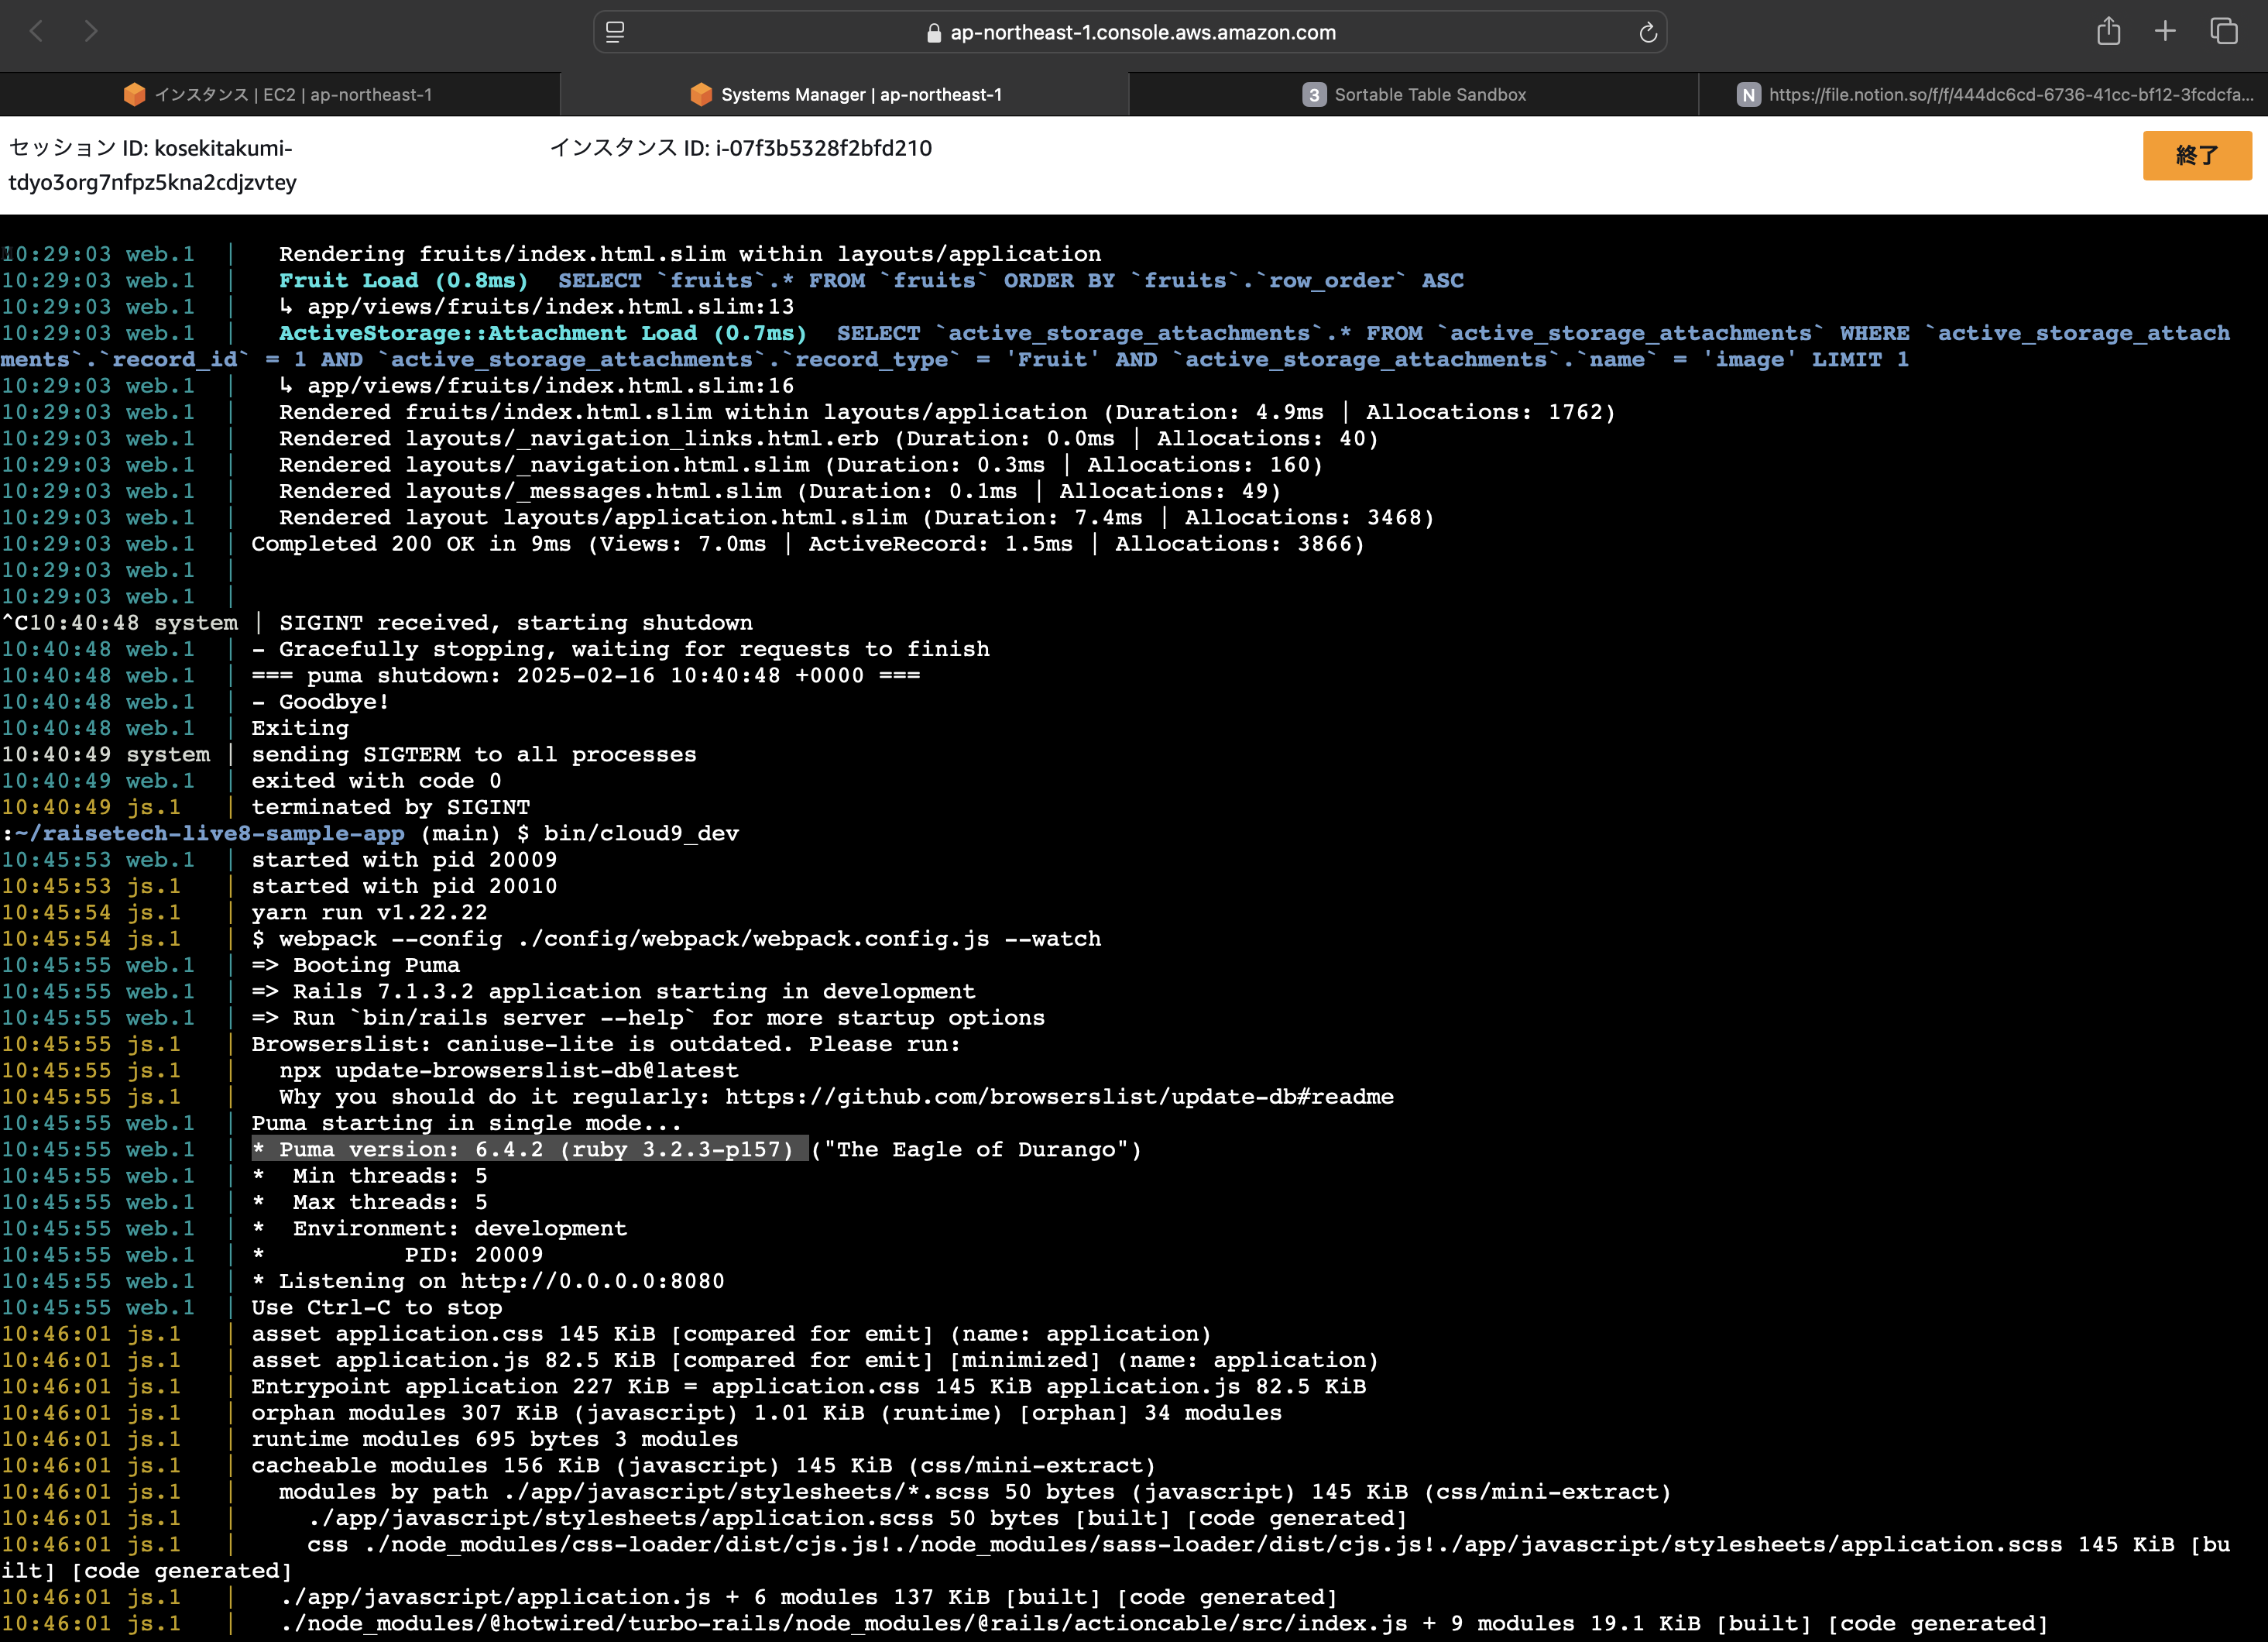 ap-northeast-1.console.aws.amazon.com
インスタンス | EC2 | ap-northeast-1
Systems Manager | ap-northeast-1
3 Sortable Table Sandbox
N https://file.notion.so/f/f/444dc6cd-6736-41cc-bf12-3fcdcfa...
セッション ID: kosekitakumi-
tdyo3org7nfpz5kna2cdjzvtey
インスタンス ID: i-07f3b5328f2bfd210
終了
10:29:03 web.1  |   Rendering fruits/index.html.slim within layouts/application
10:29:03 web.1  |   Fruit Load (0.8ms)  SELECT `fruits`.* FROM `fruits` ORDER BY `fruits`.`row_order` ASC
10:29:03 web.1  |   ↳ app/views/fruits/index.html.slim:13
10:29:03 web.1  |   ActiveStorage::Attachment Load (0.7ms)  SELECT `active_storage_attachments`.* FROM `active_storage_attachments` WHERE `active_storage_attach
ments`.`record_id` = 1 AND `active_storage_attachments`.`record_type` = 'Fruit' AND `active_storage_attachments`.`name` = 'image' LIMIT 1
10:29:03 web.1  |   ↳ app/views/fruits/index.html.slim:16
10:29:03 web.1  |   Rendered fruits/index.html.slim within layouts/application (Duration: 4.9ms | Allocations: 1762)
10:29:03 web.1  |   Rendered layouts/_navigation_links.html.erb (Duration: 0.0ms | Allocations: 40)
10:29:03 web.1  |   Rendered layouts/_navigation.html.slim (Duration: 0.3ms | Allocations: 160)
10:29:03 web.1  |   Rendered layouts/_messages.html.slim (Duration: 0.1ms | Allocations: 49)
10:29:03 web.1  |   Rendered layout layouts/application.html.slim (Duration: 7.4ms | Allocations: 3468)
10:29:03 web.1  | Completed 200 OK in 9ms (Views: 7.0ms | ActiveRecord: 1.5ms | Allocations: 3866)
10:29:03 web.1  |
10:29:03 web.1  |
^C10:40:48 system | SIGINT received, starting shutdown
10:40:48 web.1  | - Gracefully stopping, waiting for requests to finish
10:40:48 web.1  | === puma shutdown: 2025-02-16 10:40:48 +0000 ===
10:40:48 web.1  | - Goodbye!
10:40:48 web.1  | Exiting
10:40:49 system | sending SIGTERM to all processes
10:40:49 web.1  | exited with code 0
10:40:49 js.1   | terminated by SIGINT
:~/raisetech-live8-sample-app (main) $ bin/cloud9_dev
10:45:53 web.1  | started with pid 20009
10:45:53 js.1   | started with pid 20010
10:45:54 js.1   | yarn run v1.22.22
10:45:54 js.1   | $ webpack --config ./config/webpack/webpack.config.js --watch
10:45:55 web.1  | => Booting Puma
10:45:55 web.1  | => Rails 7.1.3.2 application starting in development
10:45:55 web.1  | => Run `bin/rails server --help` for more startup options
10:45:55 js.1   | Browserslist: caniuse-lite is outdated. Please run:
10:45:55 js.1   |   npx update-browserslist-db@latest
10:45:55 js.1   |   Why you should do it regularly: https://github.com/browserslist/update-db#readme
10:45:55 web.1  | Puma starting in single mode...
10:45:55 web.1  | * Puma version: 6.4.2 (ruby 3.2.3-p157) ("The Eagle of Durango")
10:45:55 web.1  | *  Min threads: 5
10:45:55 web.1  | *  Max threads: 5
10:45:55 web.1  | *  Environment: development
10:45:55 web.1  | *          PID: 20009
10:45:55 web.1  | * Listening on http://0.0.0.0:8080
10:45:55 web.1  | Use Ctrl-C to stop
10:46:01 js.1   | asset application.css 145 KiB [compared for emit] (name: application)
10:46:01 js.1   | asset application.js 82.5 KiB [compared for emit] [minimized] (name: application)
10:46:01 js.1   | Entrypoint application 227 KiB = application.css 145 KiB application.js 82.5 KiB
10:46:01 js.1   | orphan modules 307 KiB (javascript) 1.01 KiB (runtime) [orphan] 34 modules
10:46:01 js.1   | runtime modules 695 bytes 3 modules
10:46:01 js.1   | cacheable modules 156 KiB (javascript) 145 KiB (css/mini-extract)
10:46:01 js.1   |   modules by path ./app/javascript/stylesheets/*.scss 50 bytes (javascript) 145 KiB (css/mini-extract)
10:46:01 js.1   |     ./app/javascript/stylesheets/application.scss 50 bytes [built] [code generated]
10:46:01 js.1   |     css ./node_modules/css-loader/dist/cjs.js!./node_modules/sass-loader/dist/cjs.js!./app/javascript/stylesheets/application.scss 145 KiB [bu
ilt] [code generated]
10:46:01 js.1   |   ./app/javascript/application.js + 6 modules 137 KiB [built] [code generated]
10:46:01 js.1   |   ./node_modules/@hotwired/turbo-rails/node_modules/@rails/actioncable/src/index.js + 9 modules 19.1 KiB [built] [code generated]